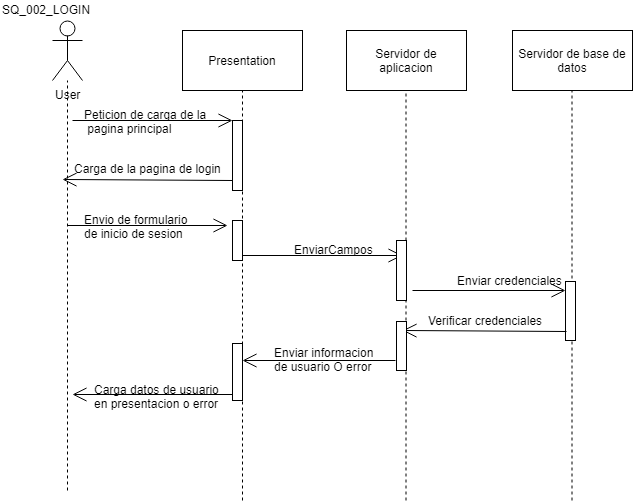 SQ_002_LOGIN
User
Presentation
Servidor de
aplicacion
Servidor de base de
datos
Peticion de carga de la
pagina principal
Carga de la pagina de login
Envio de formulario
de inicio de sesion
EnviarCampos
Enviar credenciales
Verificar credenciales
Enviar informacion
de usuario O error
Carga datos de usuario
en presentacion o error